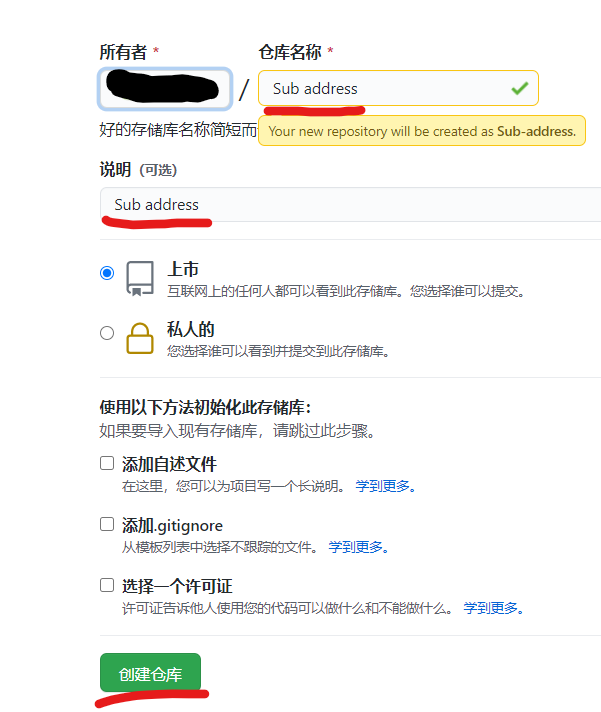 所有者 * 仓库名称 *
/ Sub address
好的存储库名称简短而 Your new repository will be created as Sub-address.
说明 (可选)
Sub address
上市
互联网上的任何人都可以看到此存储库。您选择谁可以提交。
私人的
您选择谁可以看到并提交到此存储库。
使用以下方法初始化此存储库：
如果要导入现有存储库，请跳过此步骤。
添加自述文件
在这里，您可以为项目写一个长说明。 学到更多。
添加.gitignore
从模板列表中选择不跟踪的文件。 学到更多。
选择一个许可证
许可证告诉他人使用您的代码可以做什么和不能做什么。 学到更多。
创建仓库